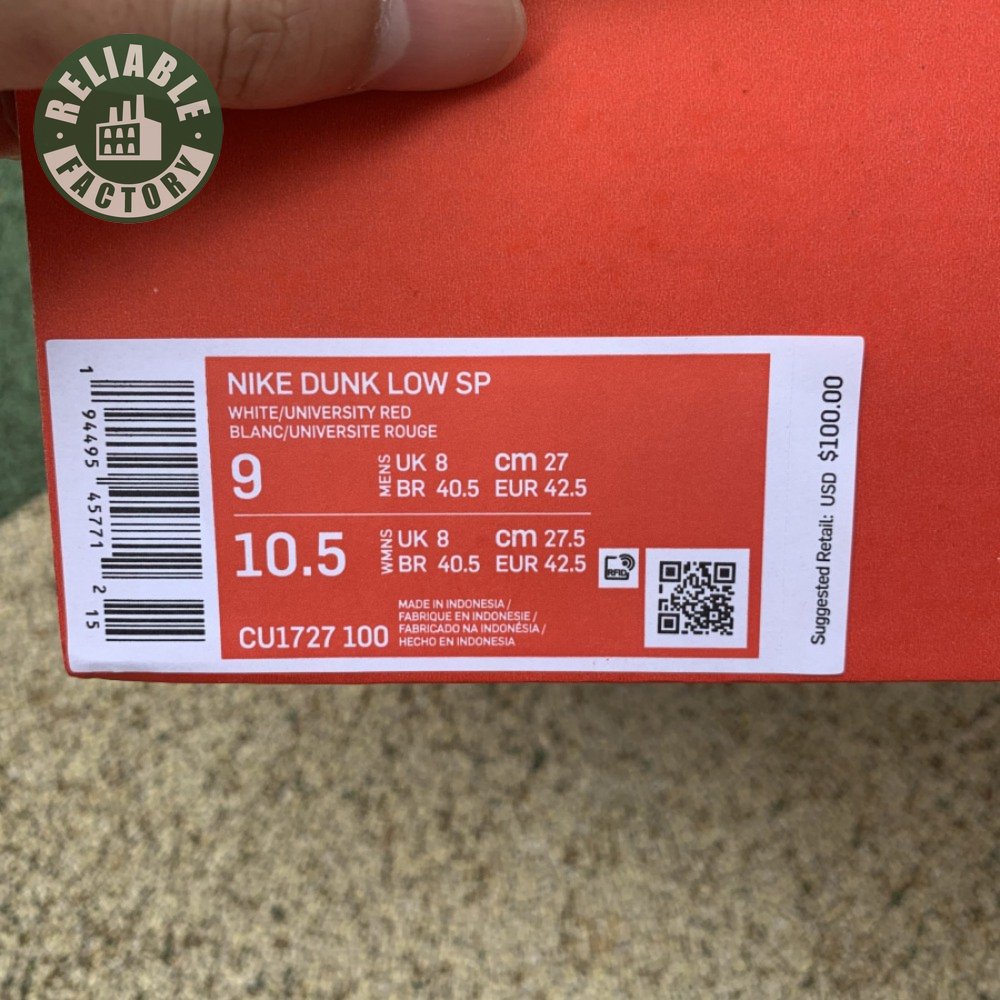 RELIABLE
FACTORY
NIKE DUNK LOW SP
WHITE/UNIVERSITY RED
BLANC/UNIVERSITE ROUGE
9
MENS
UK 8 cm 27
BR 40.5 EUR 42.5
10.5
WMNS
UK 8 cm 27.5
BR 40.5 EUR 42.5
CU1727 100
MADE IN INDONESIA /
FABRIQUE EN INDONESIE /
FABRICADO NA INDONÉSIA /
HECHO EN INDONESIA
RFID
1 94495 45771 2 15
Suggested Retail: USD $100.00